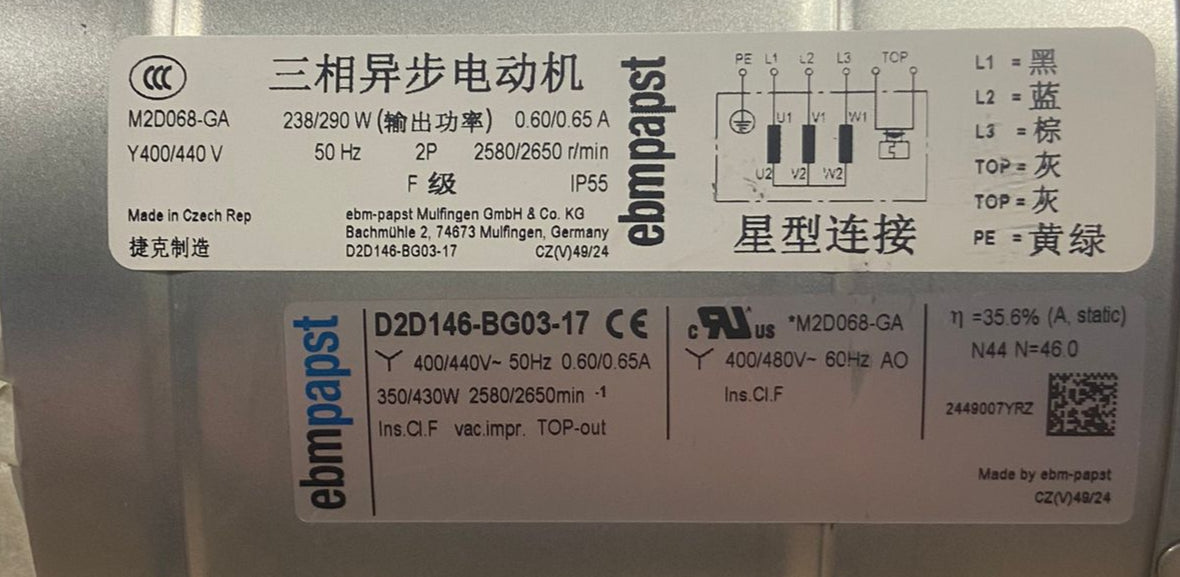 CCC
三相异步电动机
M2D068-GA 238/290 W (输出功率) 0.60/0.65 A
Y400/440 V 50 Hz 2P 2580/2650 r/min
F 级 IP55
Made in Czech Rep
捷克制造
ebm-papst Mulfingen GmbH & Co. KG
Bachmühle 2, 74673 Mulfingen, Germany
D2D146-BG03-17 CZ(V)49/24
ebmpapst
PE L1 L2 L3 TOP
U1 V1 W1
U2 V2 W2
星型连接
L1 = 黑
L2 = 蓝
L3 = 棕
TOP = 灰
TOP = 灰
PE = 黄绿
ebmpapst
D2D146-BG03-17 CE
Y 400/440V~ 50Hz 0.60/0.65A
350/430W 2580/2650min -1
Ins.Cl.F vac.impr. TOP-out
c RU us *M2D068-GA
Y 400/480V~ 60Hz AO
Ins.Cl.F
η =35.6% (A, static)
N44 N=46.0
2449007YRZ
Made by ebm-papst
CZ(V)49/24